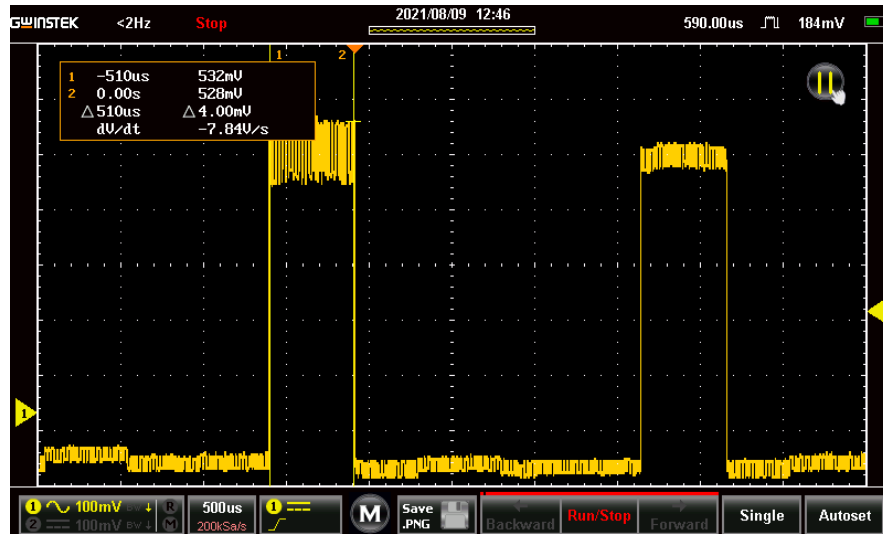 GWINSTEK <2Hz Stop 2021/08/09 12:46 590.00us 184mV
1 2
1 -510us 532mV
2 0.00s 528mV
△510us △4.00mV
dV/dt -7.84V/s
1
1 100mV BW R 500us 1 Save Backward Run/Stop Forward Single Autoset
2 100mV BW M 200kSa/s M .PNG